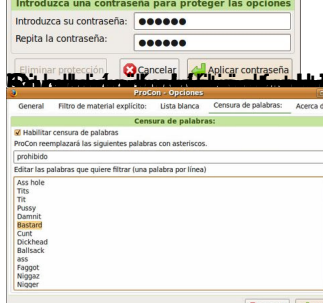 Introduzca una contraseña para proteger las opciones
Introduzca su contraseña: ●●●●●●
Repita la contraseña: ●●●●●●
Eliminar protección Cancelar Aplicar contraseña
ProCon - Opciones
General Filtro de material explícito: Lista blanca Censura de palabras: Acerca d
Censura de palabras:
Habilitar censura de palabras
ProCon reemplazará las siguientes palabras con asteriscos.
prohibido
Editar las palabras que quiere filtrar (una palabra por línea)
Ass hole
Tits
Tit
Pussy
Damnit
Bastard
Cunt
Dickhead
Ballsack
ass
Faggot
Niggaz
Nigger